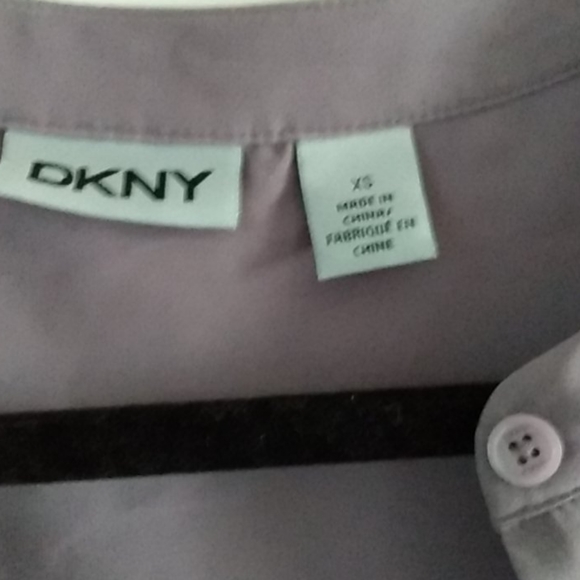 DKNY
XS
MADE IN
CHINA/
FABRIQUÉ EN
CHINE